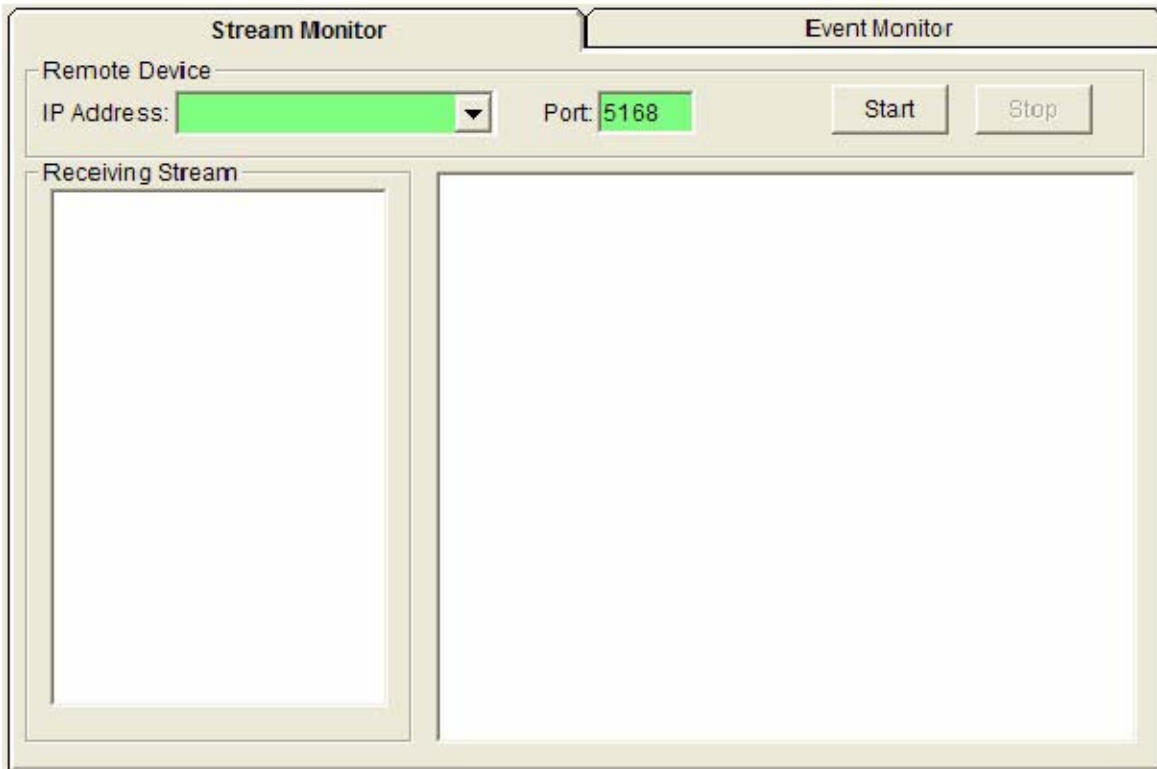 Stream Monitor
Event Monitor
Remote Device
IP Address:
Port: 5168
Start
Stop
Receiving Stream